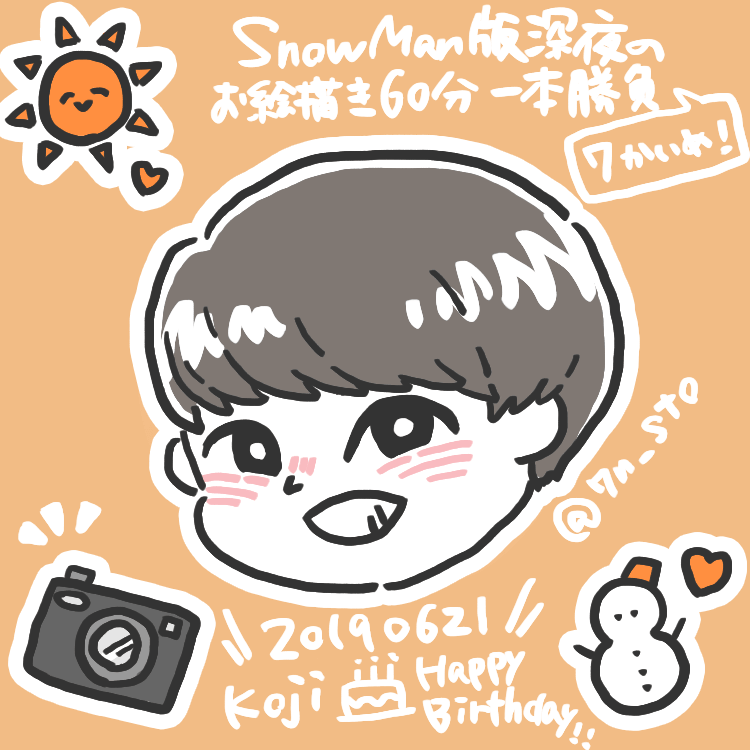 SnowMan版深夜の
お絵描き60分一本勝負
7かいめ!
@7n_sto
20190621
Koji
Happy
Birthday!!